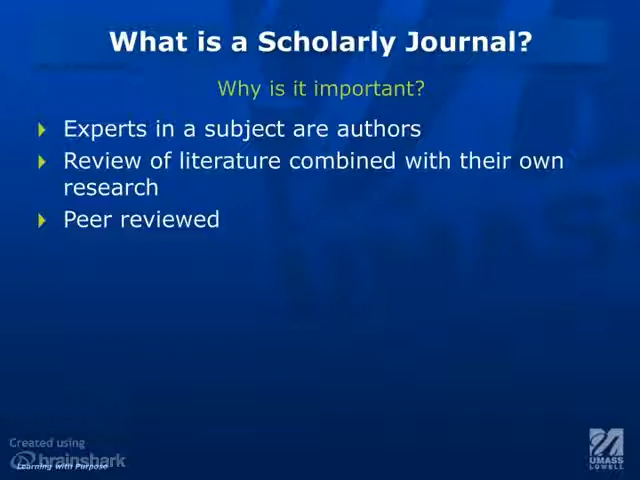 What is a Scholarly Journal?
Why is it important?
Experts in a subject are authors
Review of literature combined with their own
research
Peer reviewed
Created using
brainshark
Learning with Purpose
UMASS
LOWELL